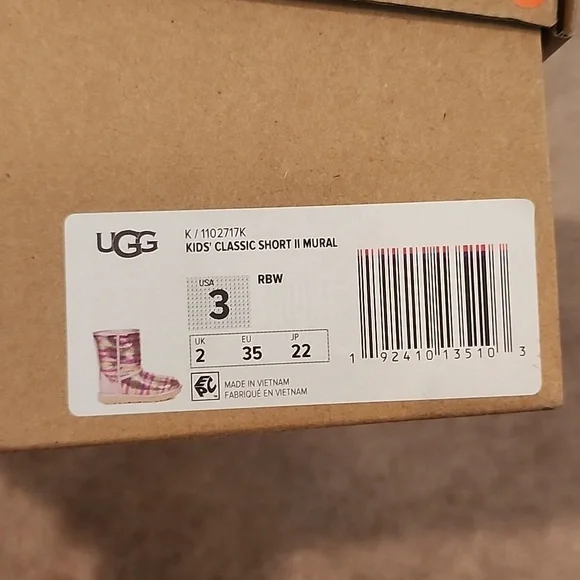 UGG
K / 1102717K
KIDS' CLASSIC SHORT II MURAL
USA
3
RBW
UK EU JP
2 35 22
MADE IN VIETNAM
FABRIQUÉ EN VIETNAM
1 92410 13510 3